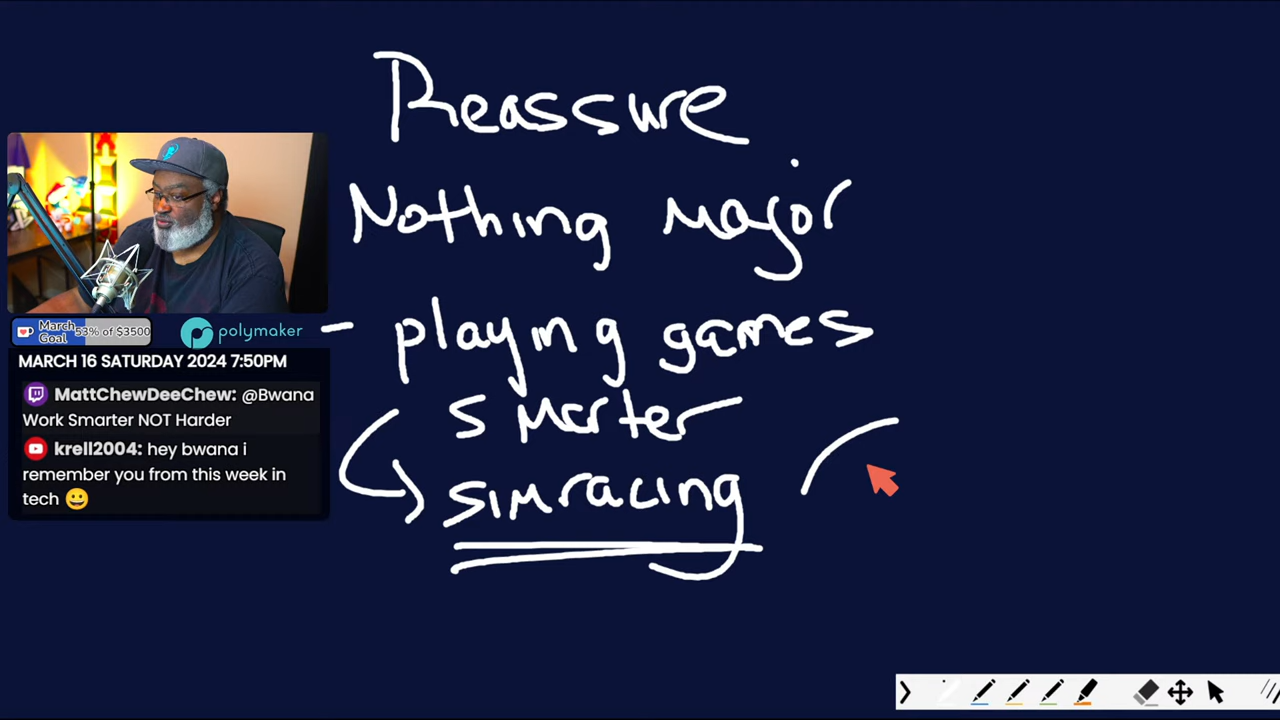 Reassure
Nothing major
- playing games
smarter
simracing
March
Goal
53% of $3500
polymaker
MARCH 16 SATURDAY 2024 7:50PM
MattChewDeeChew: @Bwana
Work Smarter NOT Harder
krell2004: hey bwana i
remember you from this week in
tech 😀